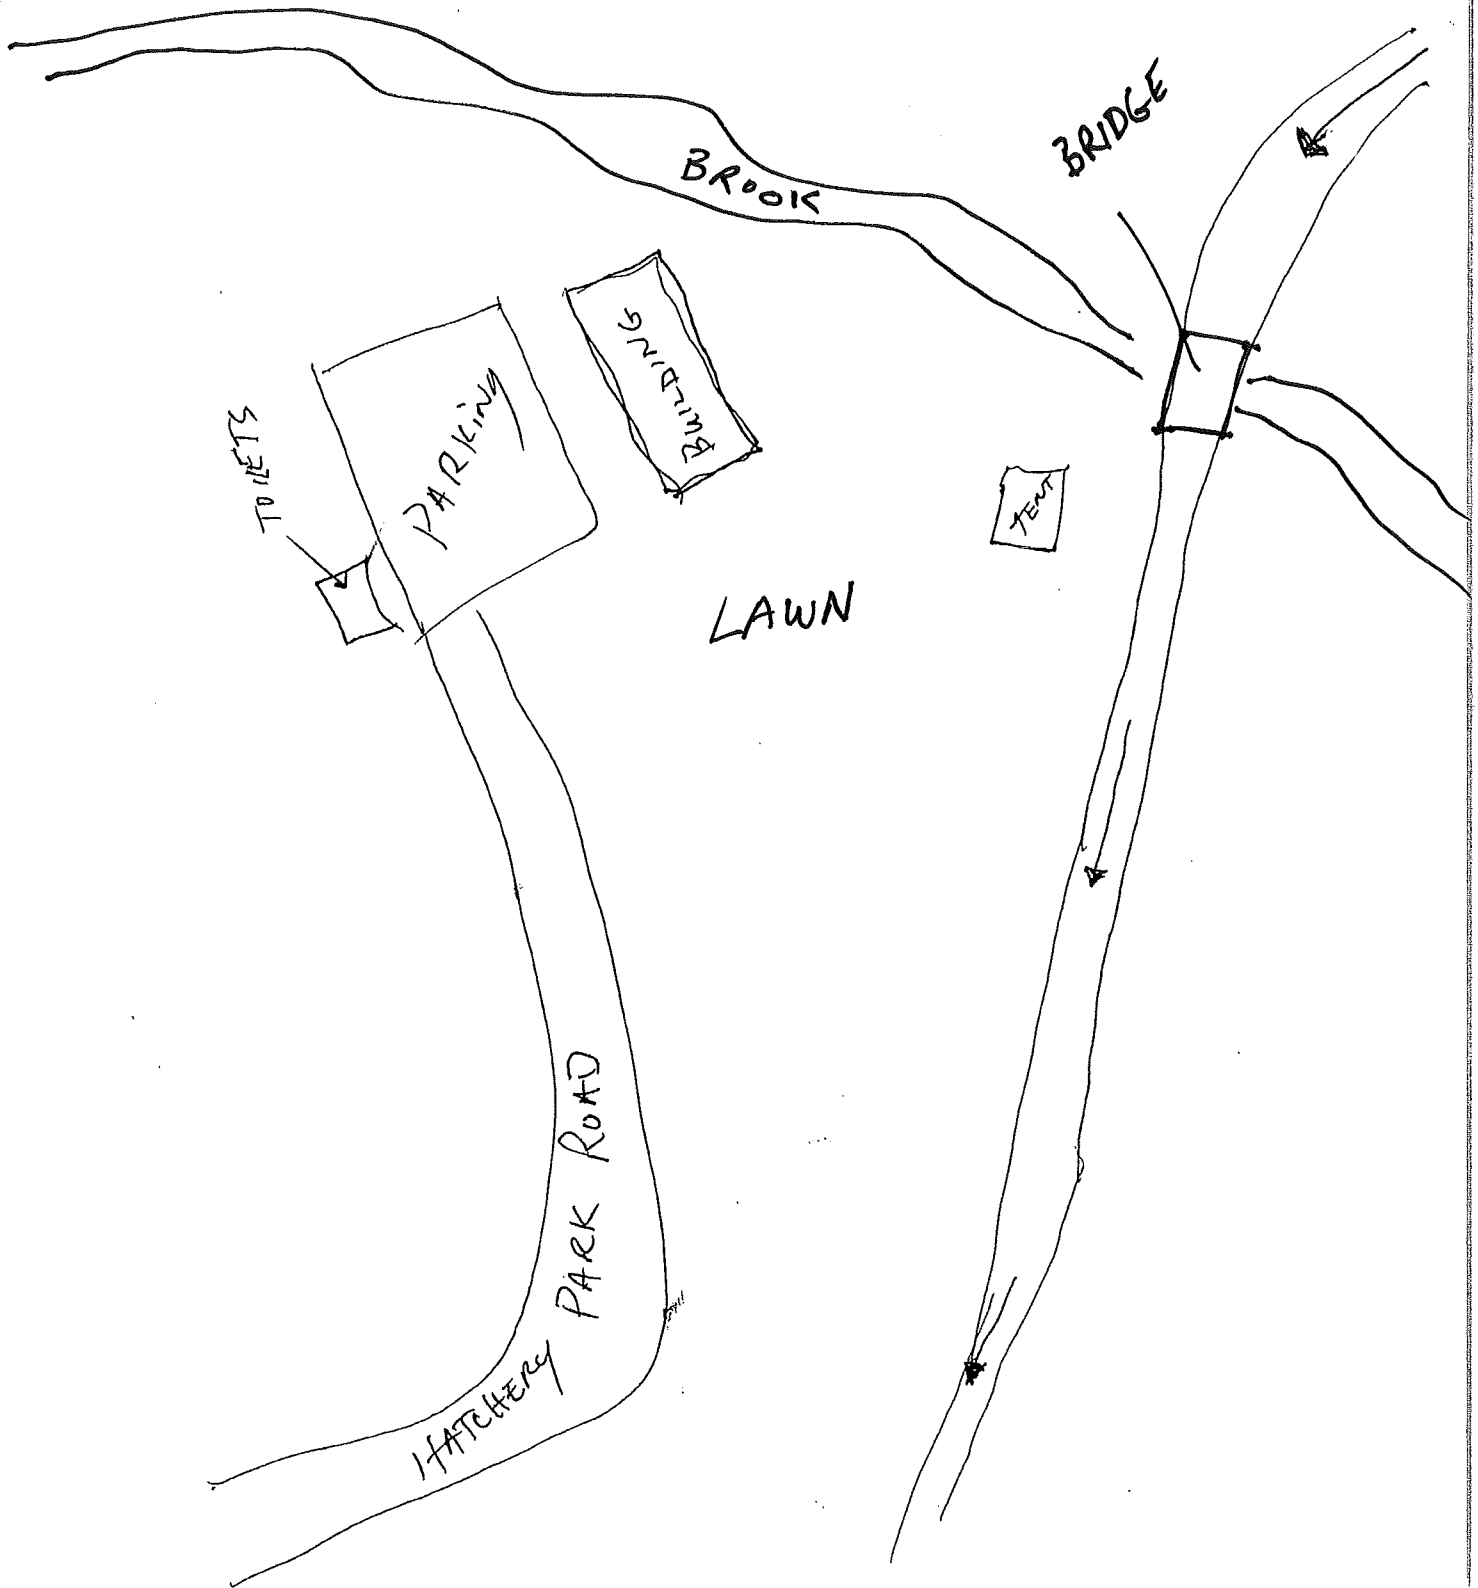 BRIDGE
BROOK
BUILDING
PARKiNG
TOILETS
TENT
LAWN
HATCHERY PARK ROAD